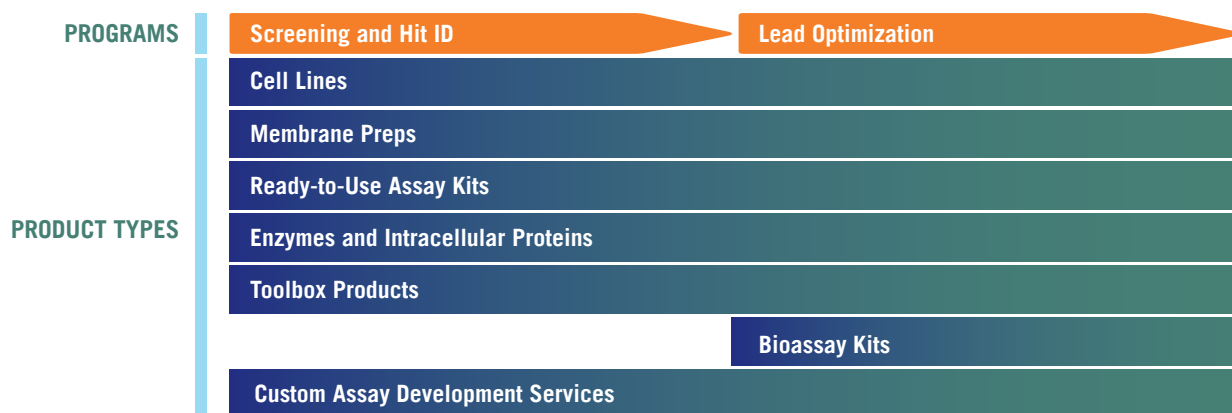 PROGRAMS
Screening and Hit ID
Lead Optimization
Cell Lines
Membrane Preps
Ready-to-Use Assay Kits
PRODUCT TYPES
Enzymes and Intracellular Proteins
Toolbox Products
Bioassay Kits
Custom Assay Development Services